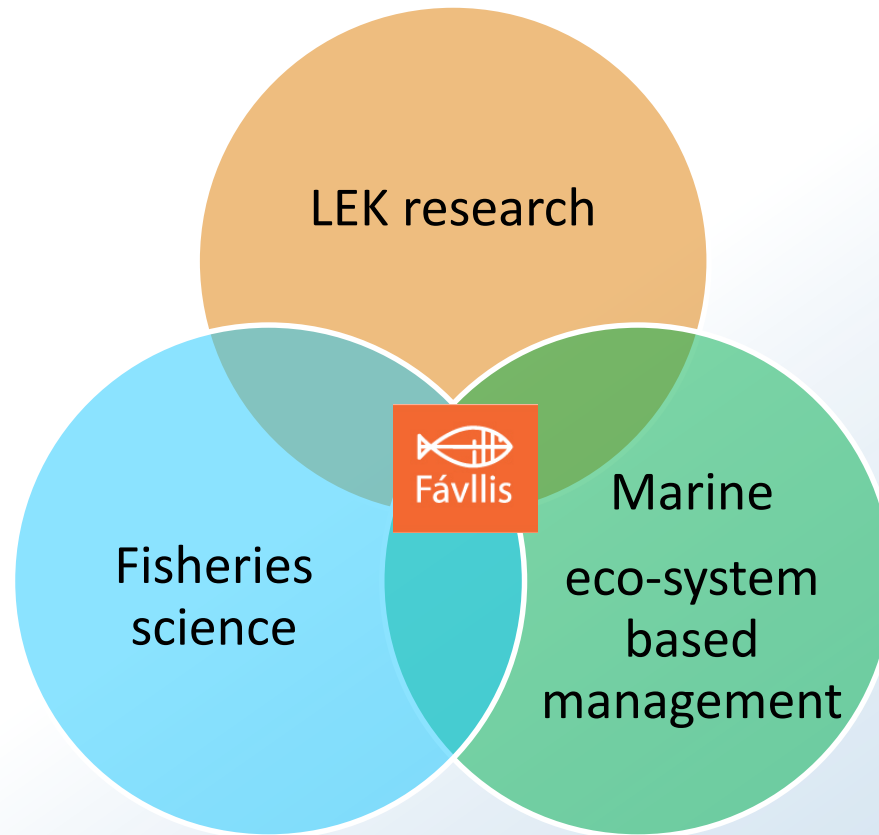 LEK research
Fávllis
Fisheries
science
Marine
eco-system
based
management